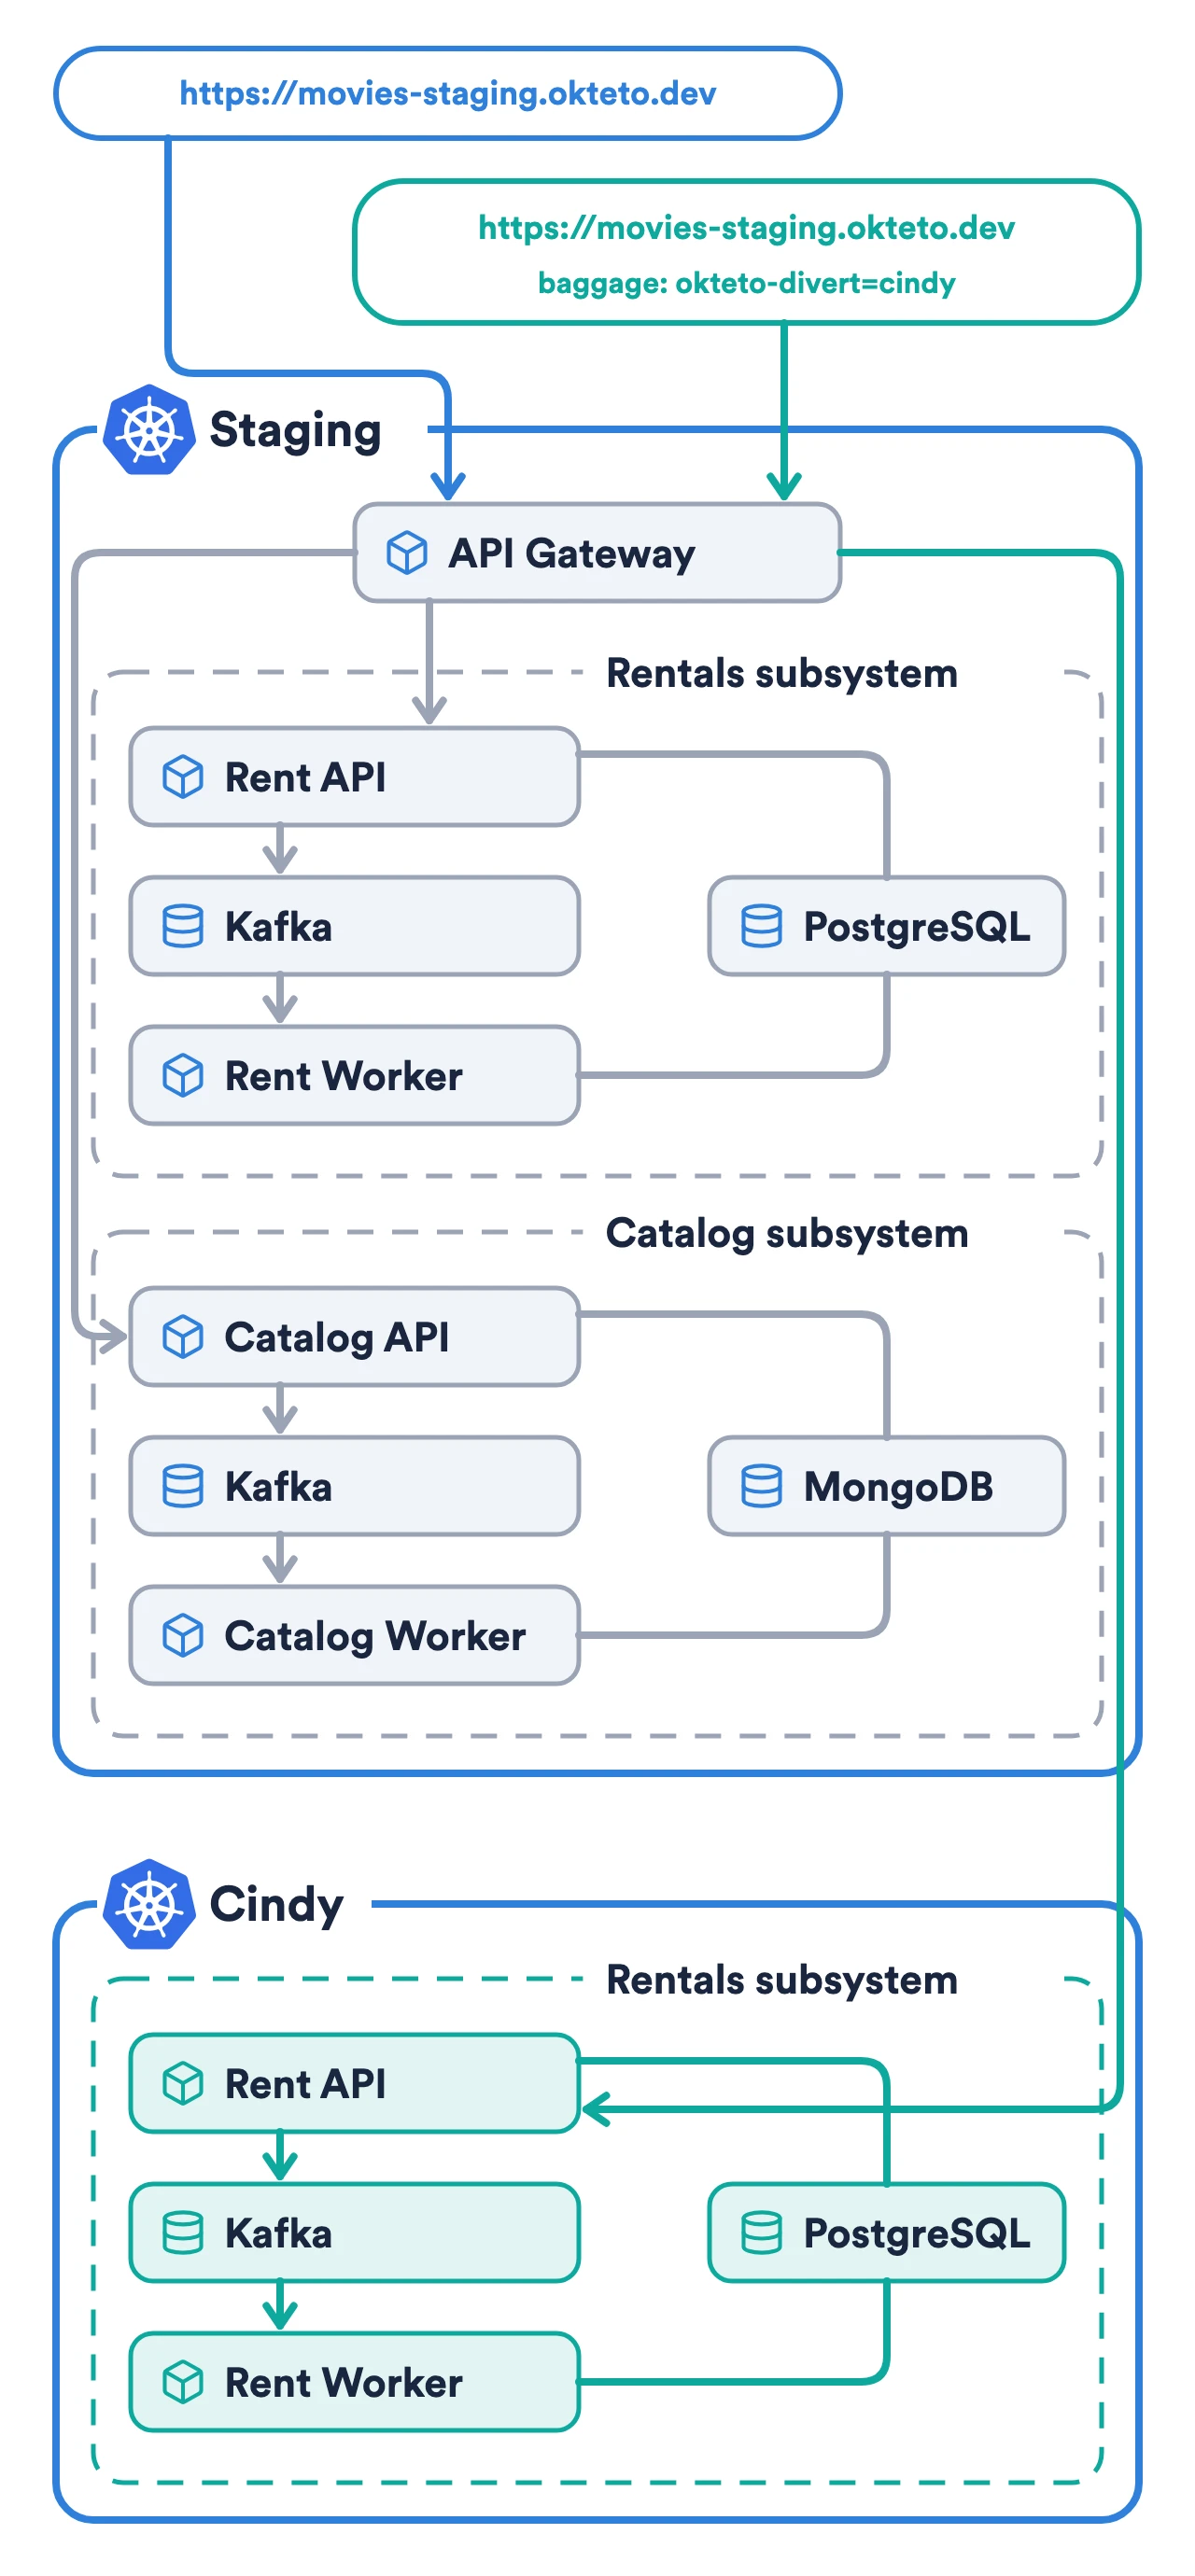 https://movies-staging.okteto.dev
https://movies-staging.okteto.dev
baggage: okteto-divert=cindy
Staging
API Gateway
Rentals subsystem
Rent API
Kafka
PostgreSQL
Rent Worker
Catalog subsystem
Catalog API
Kafka
MongoDB
Catalog Worker
Cindy
Rentals subsystem
Rent API
Kafka
PostgreSQL
Rent Worker